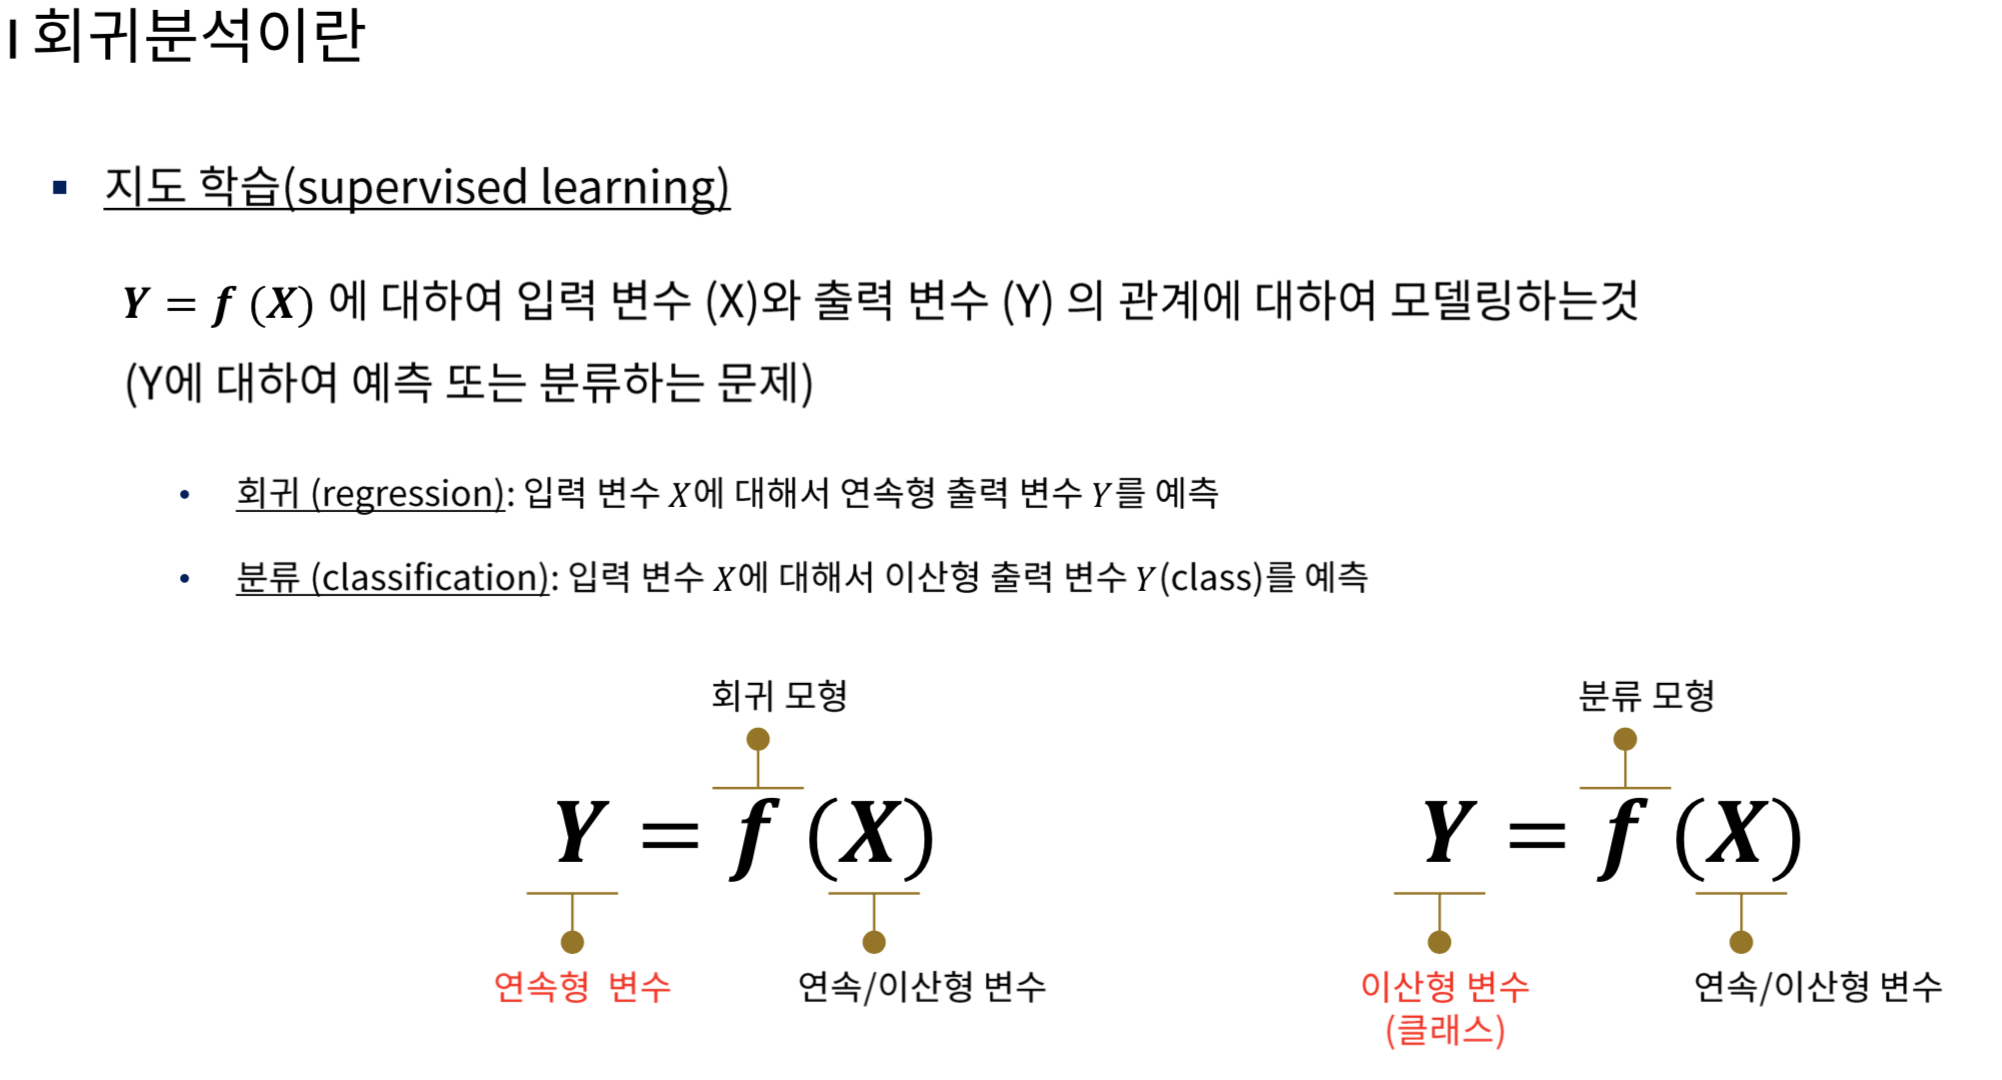 I 회귀분석이란
▪ 지도 학습(supervised learning)
Y = f (X) 에 대하여 입력 변수 (X)와 출력 변수 (Y) 의 관계에 대하여 모델링하는것
(Y에 대하여 예측 또는 분류하는 문제)
• 회귀 (regression): 입력 변수 X에 대해서 연속형 출력 변수 Y를 예측
• 분류 (classification): 입력 변수 X에 대해서 이산형 출력 변수 Y(class)를 예측
회귀 모형
Y = f (X)
연속형 변수
연속/이산형 변수
분류 모형
Y = f (X)
이산형 변수
(클래스)
연속/이산형 변수